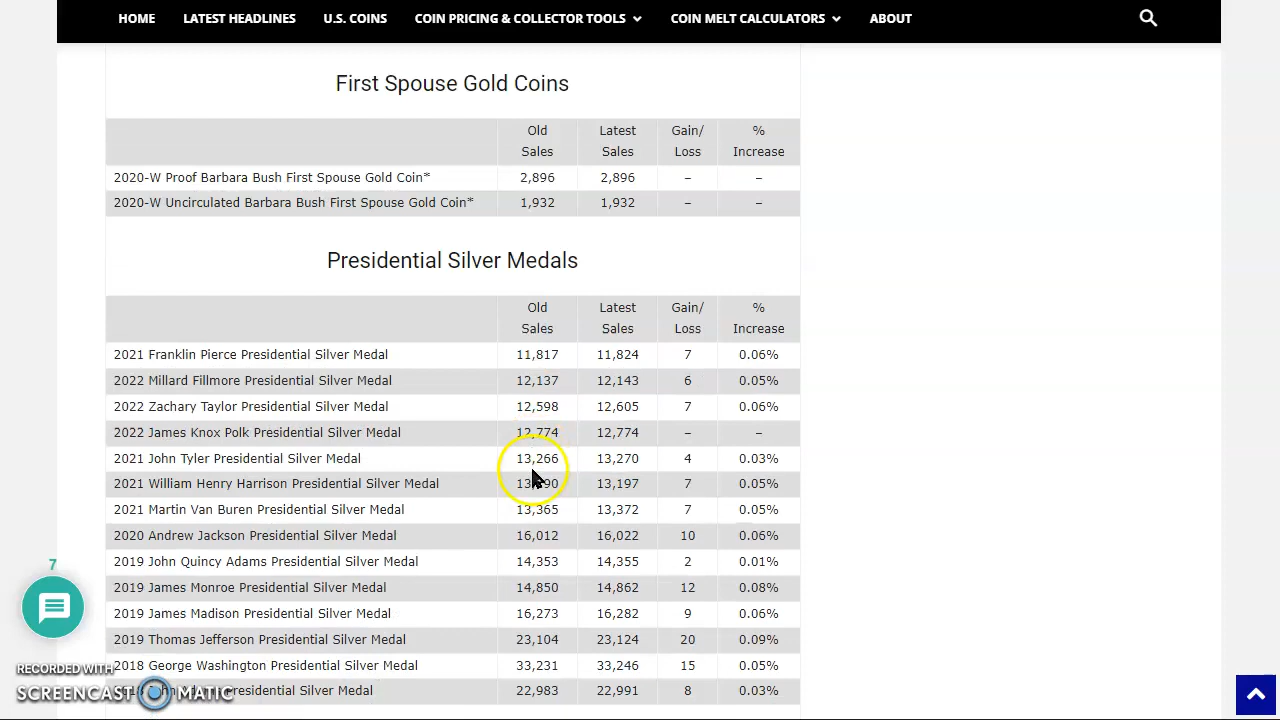 HOME LATEST HEADLINES U.S. COINS COIN PRICING & COLLECTOR TOOLS COIN MELT CALCULATORS ABOUT
First Spouse Gold Coins
Old Sales Latest Sales Gain/ Loss % Increase
2020-W Proof Barbara Bush First Spouse Gold Coin* 2,896 2,896 – –
2020-W Uncirculated Barbara Bush First Spouse Gold Coin* 1,932 1,932 – –
Presidential Silver Medals
Old Sales Latest Sales Gain/ Loss % Increase
2021 Franklin Pierce Presidential Silver Medal 11,817 11,824 7 0.06%
2022 Millard Fillmore Presidential Silver Medal 12,137 12,143 6 0.05%
2022 Zachary Taylor Presidential Silver Medal 12,598 12,605 7 0.06%
2022 James Knox Polk Presidential Silver Medal 12,774 12,774 – –
2021 John Tyler Presidential Silver Medal 13,266 13,270 4 0.03%
2021 William Henry Harrison Presidential Silver Medal 13,197 7 0.05%
2021 Martin Van Buren Presidential Silver Medal 13,365 13,372 7 0.05%
2020 Andrew Jackson Presidential Silver Medal 16,012 16,022 10 0.06%
2019 John Quincy Adams Presidential Silver Medal 14,353 14,355 2 0.01%
2019 James Monroe Presidential Silver Medal 14,850 14,862 12 0.08%
2019 James Madison Presidential Silver Medal 16,273 16,282 9 0.06%
2019 Thomas Jefferson Presidential Silver Medal 23,104 23,124 20 0.09%
2018 George Washington Presidential Silver Medal 33,231 33,246 15 0.05%
Presidential Silver Medal 22,983 22,991 8 0.03%
7
RECORDED WITH
SCREENCAST MATIC